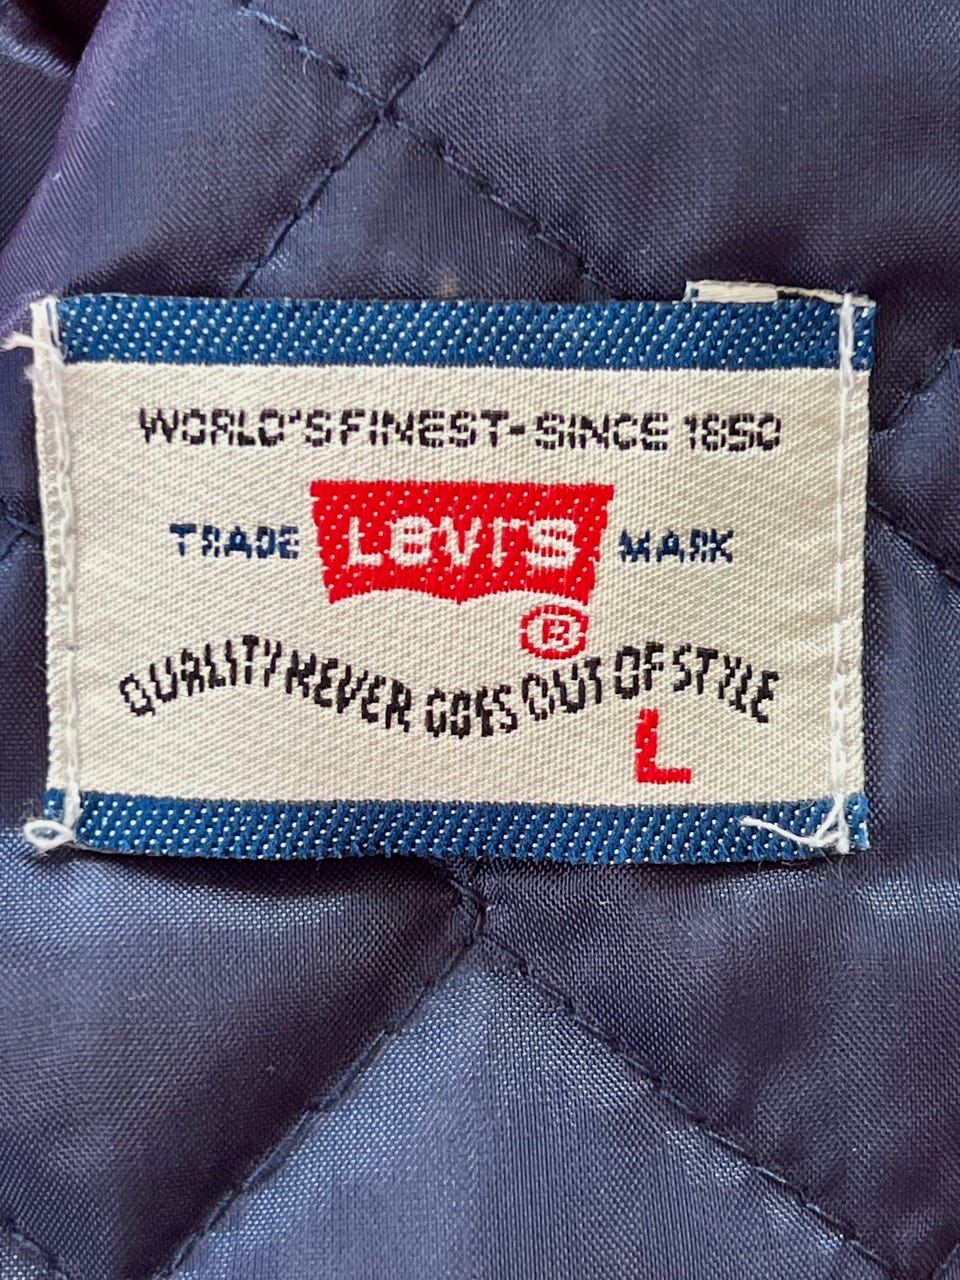 WORLD'S FINEST-SINCE 1850
TRADE Levi's MARK
®
QUALITY NEVER GOES OUT OF STYLE
L